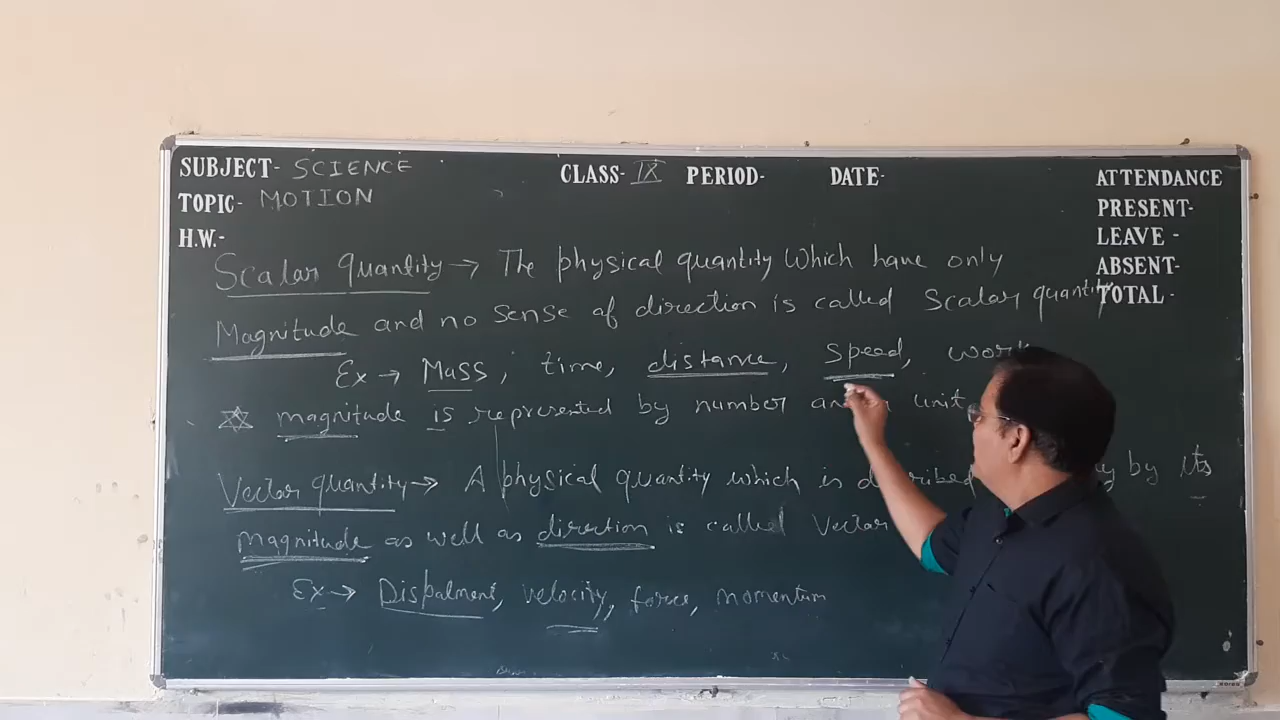 SUBJECT- SCIENCE CLASS- IX PERIOD- DATE- ATTENDANCE
TOPIC- MOTION PRESENT-
H.W.- LEAVE -
ABSENT-
TOTAL -
Scalar quantity → The physical quantity which have only
Magnitude and no sense of direction is called Scalar quantity
Ex → Mass, time, distance, Speed, work
magnitude is represented by number and unit
Vector quantity → A physical quantity which is by its
magnitude as well as direction is called Vector
Ex → Dispalment, velocity, force, momentum